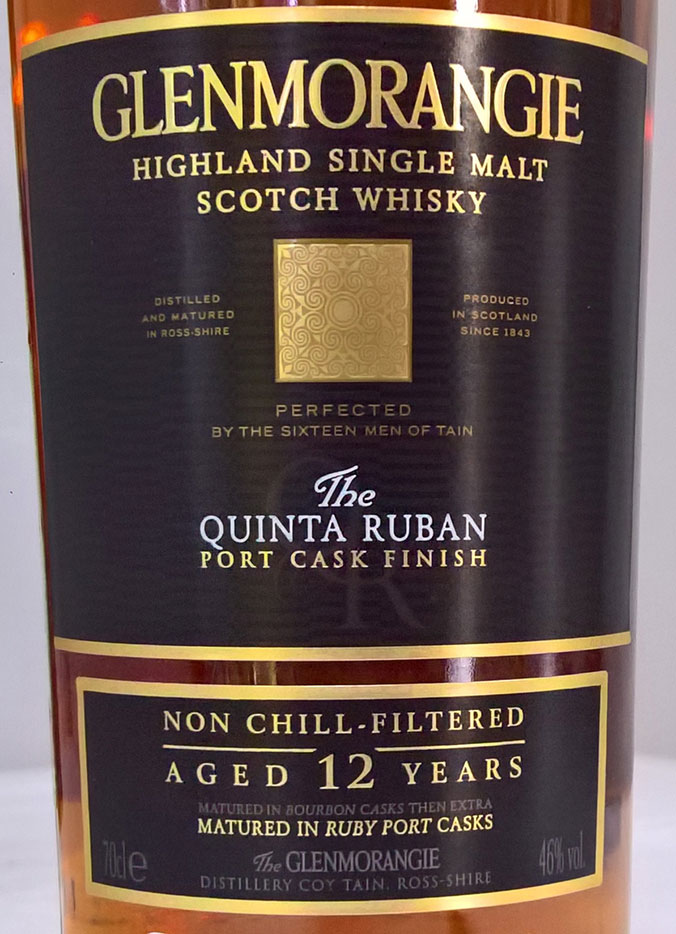 GLENMORANGIE
HIGHLAND SINGLE MALT
SCOTCH WHISKY
DISTILLED
AND MATURED
IN ROSS-SHIRE
PRODUCED
IN SCOTLAND
SINCE 1843
PERFECTED
BY THE SIXTEEN MEN OF TAIN
The
QUINTA RUBAN
PORT CASK FINISH
NON CHILL-FILTERED
AGED 12 YEARS
MATURED IN BOURBON CASKS THEN EXTRA
MATURED IN RUBY PORT CASKS
70cl e
The GLENMORANGIE
DISTILLERY COY TAIN, ROSS-SHIRE
46% vol.